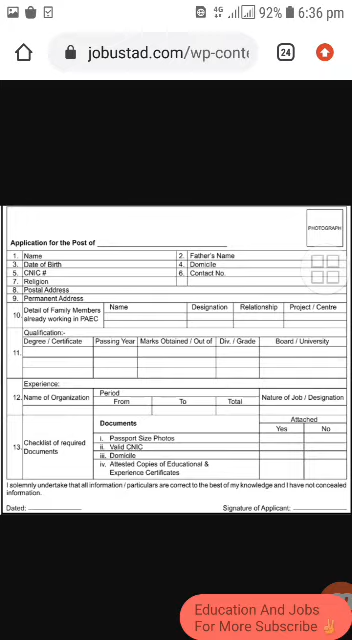 4G 92% 6:36 pm
jobustad.com/wp-conte 24
PHOTOGRAPH
Application for the Post of
1. Name 2. Father's Name
3. Date of Birth 4. Domicile
5. CNIC # 6. Contact No.
7. Religion
8. Postal Address
9. Permanent Address
10. Detail of Family Members already working in PAEC Name Designation Relationship Project / Centre
11. Qualification:-
Degree / Certificate Passing Year Marks Obtained / Out of Div. / Grade Board / University
12. Experience:
Name of Organization Period Nature of Job / Designation
From To Total
13. Checklist of required Documents
Documents Attached
Yes No
i. Passport Size Photos
ii. Valid CNIC
iii. Domicile
iv. Attested Copies of Educational &
Experience Certificates
I solemnly undertake that all information / particulars are correct to the best of my knowledge and I have not concealed
information.
Dated: Signature of Applicant:
Education And Jobs
For More Subscribe ✌